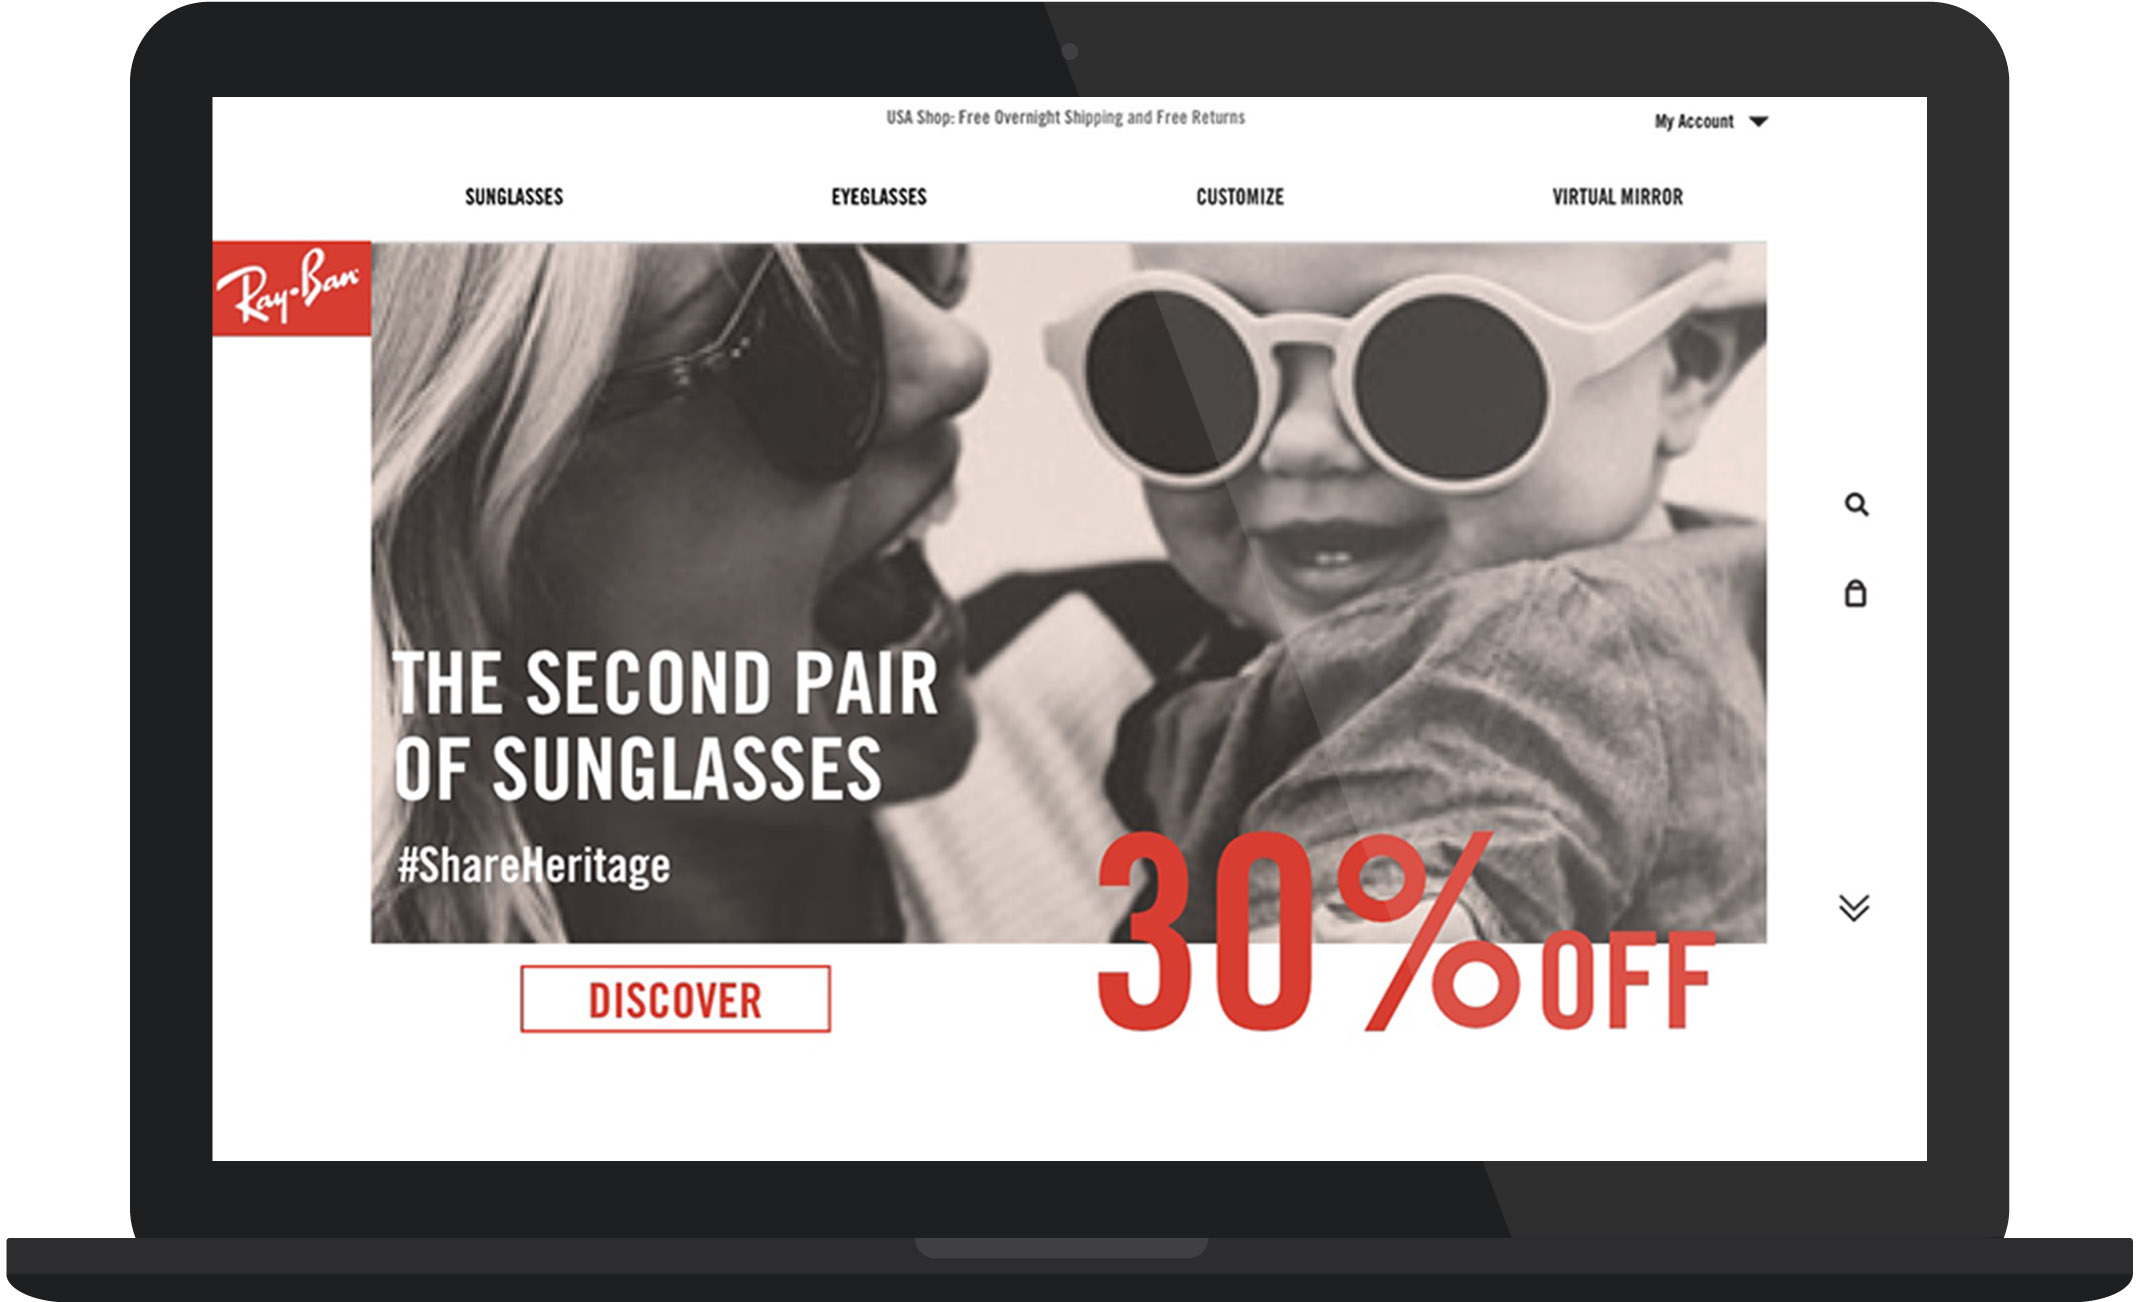 USA Shop: Free Overnight Shipping and Free Returns
My Account
SUNGLASSES
EYEGLASSES
CUSTOMIZE
VIRTUAL MIRROR
Ray-Ban
THE SECOND PAIR
OF SUNGLASSES
#ShareHeritage
30% OFF
DISCOVER